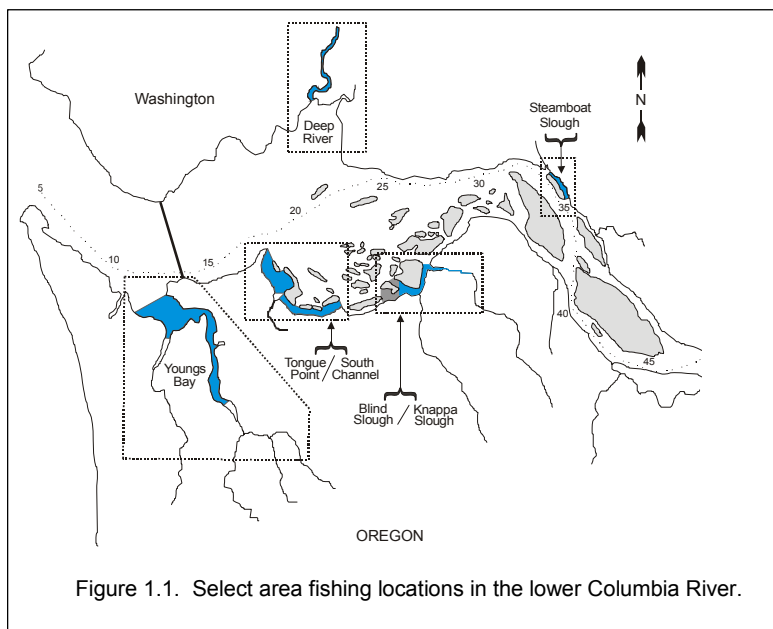 Washington
Deep
River
Steamboat
Slough
N
5
10
15
20
25
30
35
40
45
Youngs
Bay
Tongue / South
Point / Channel
Blind / Knappa
Slough / Slough
OREGON
Figure 1.1. Select area fishing locations in the lower Columbia River.